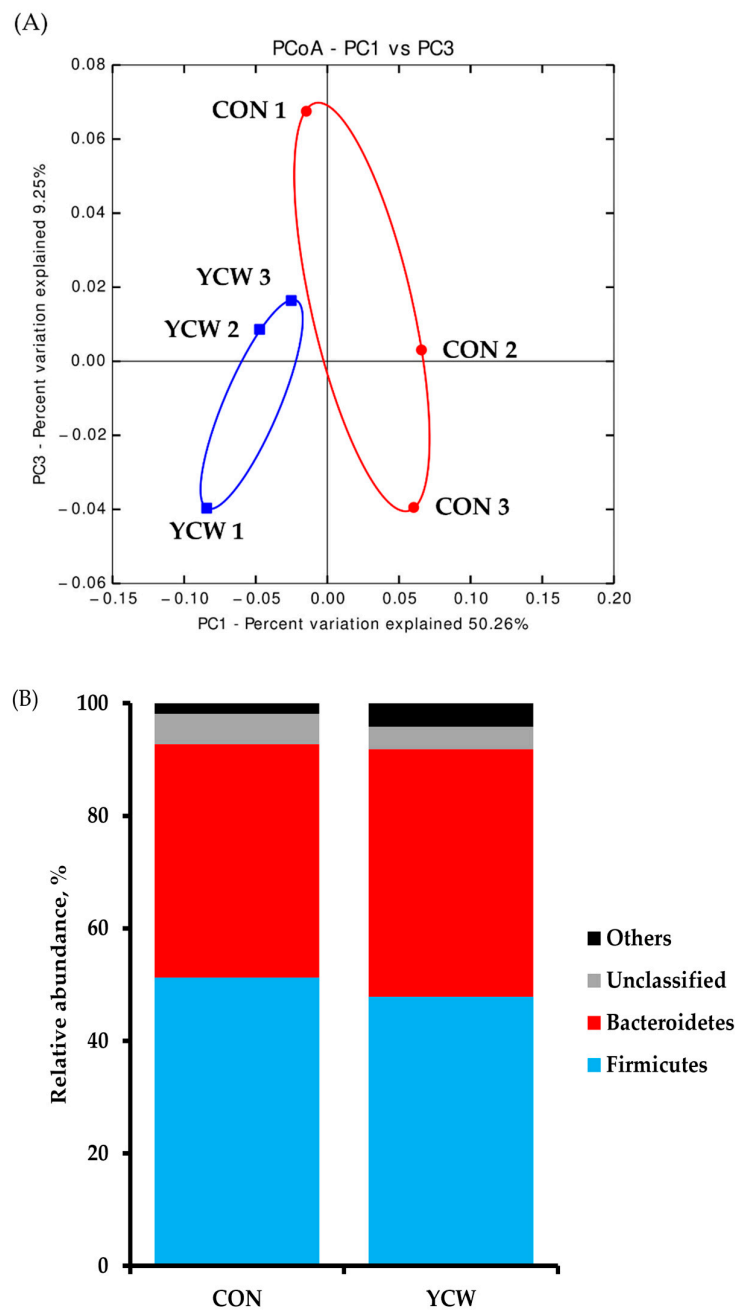 (A)
PCoA - PC1 vs PC3
0.08
0.06
0.04
0.02
0.00
−0.02
−0.04
−0.06
PC3 - Percent variation explained 9.25%
CON 1
YCW 3
YCW 2
CON 2
CON 3
YCW 1
−0.15 −0.10 −0.05 0.00 0.05 0.10 0.15 0.20
PC1 - Percent variation explained 50.26%
(B)
100
80
60
40
20
0
Relative abundance, %
Others
Unclassified
Bacteroidetes
Firmicutes
CON YCW